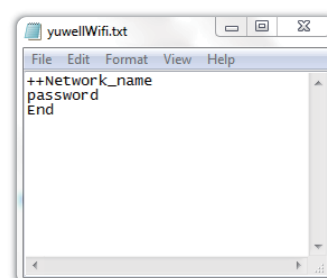 yuwellWifi.txt
File Edit Format View Help
++Network_name
password
End